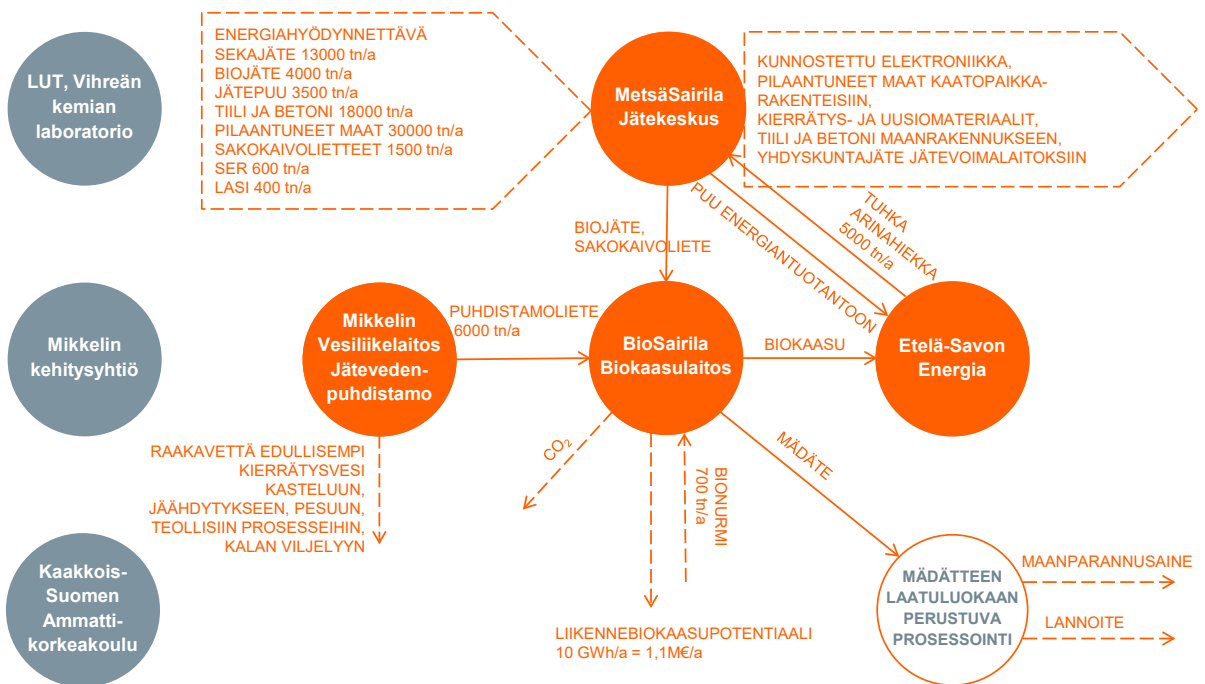 LUT, Vihreän
kemian
laboratorio
ENERGIAHYÖDYNNETTÄVÄ
SEKAJÄTE 13000 tn/a
BIOJÄTE 4000 tn/a
JÄTEPUU 3500 tn/a
TIILI JA BETONI 18000 tn/a
PILAANTUNEET MAAT 30000 tn/a
SAKOKAIVOLIETTEET 1500 tn/a
SER 600 tn/a
LASI 400 tn/a
MetsäSairila
Jätekeskus
KUNNOSTETTU ELEKTRONIIKKA,
PILAANTUNEET MAAT KAATOPAIKKA-
RAKENTEISIIN,
KIERRÄTYS- JA UUSIOMATERIAALIT,
TIILI JA BETONI MAANRAKENNUKSEEN,
YHDYSKUNTAJÄTE JÄTEVOIMALAITOKSIIN
BIOJÄTE,
SAKOKAIVOLIETE
PUU ENERGIANTUOTANTOON
TUHKA
ARINAHIEKKA
5000 tn/a
Mikkelin
kehitysyhtiö
Mikkelin
Vesiliikelaitos
Jäteveden-
puhdistamo
PUHDISTAMOLIETE
6000 tn/a
BioSairila
Biokaasulaitos
BIOKAASU
Etelä-Savon
Energia
RAAKAVETTÄ EDULLISEMPI
KIERRÄTYSVESI
KASTELUUN,
JÄÄHDYTYKSEEN, PESUUN,
TEOLLISIIN PROSESSEIHIN,
KALAN VILJELYYN
CO₂
BIONURMI
700 tn/a
MÄDÄTE
Kaakkois-
Suomen
Ammatti-
korkeakoulu
LIIKENNEBIOKAASUPOTENTIAALI
10 GWh/a = 1,1M€/a
MÄDÄTTEEN
LAATULUOKAAN
PERUSTUVA
PROSESSOINTI
MAANPARANNUSAINE
LANNOITE